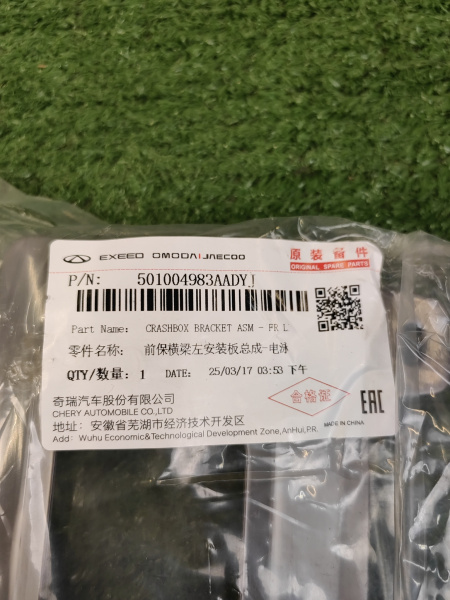 EXEED OMODA | JAECOO
原装备件
ORIGINAL SPARE PARTS
P/N: 501004983AADYJ
Part Name: CRASHBOX BRACKET ASM - FR L
零件名称: 前保横梁左安装板总成-电泳
QTY/数量: 1 DATE: 25/03/17 03:53 下午
奇瑞汽车股份有限公司
CHERY AUTOMOBILE CO.,LTD
合格证
EAC
MADE IN CHINA
地址: 安徽省芜湖市经济技术开发区
Add: Wuhu Economic&Technological Development Zone,AnHui,P.R.